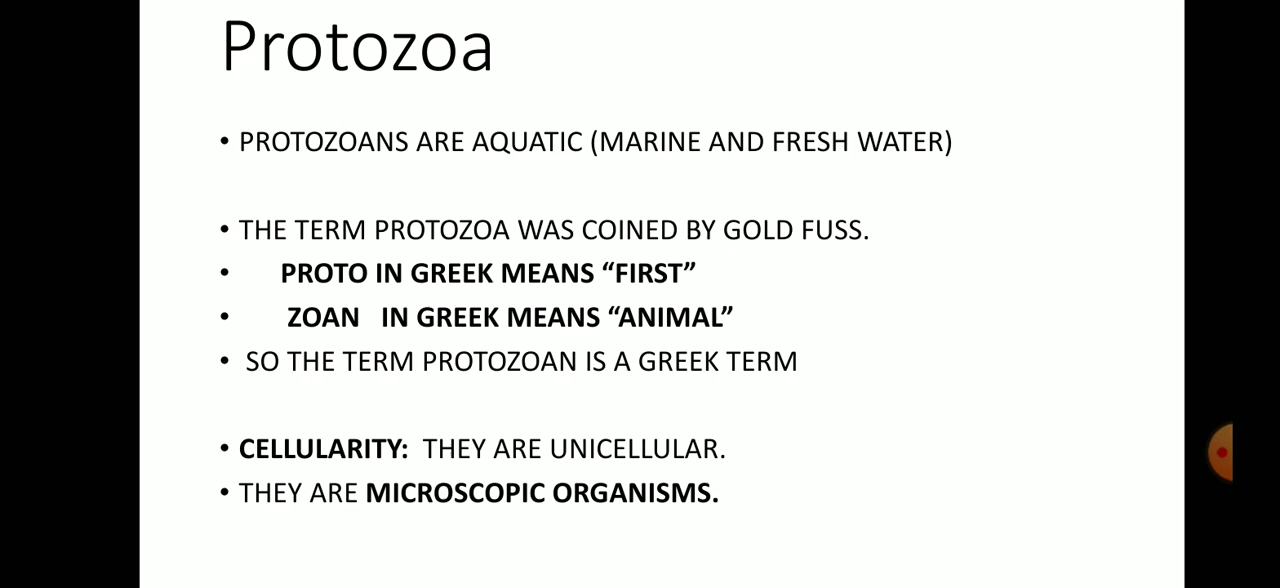 Protozoa
• PROTOZOANS ARE AQUATIC (MARINE AND FRESH WATER)
• THE TERM PROTOZOA WAS COINED BY GOLD FUSS.
• PROTO IN GREEK MEANS “FIRST”
• ZOAN IN GREEK MEANS “ANIMAL”
• SO THE TERM PROTOZOAN IS A GREEK TERM
• CELLULARITY: THEY ARE UNICELLULAR.
• THEY ARE MICROSCOPIC ORGANISMS.